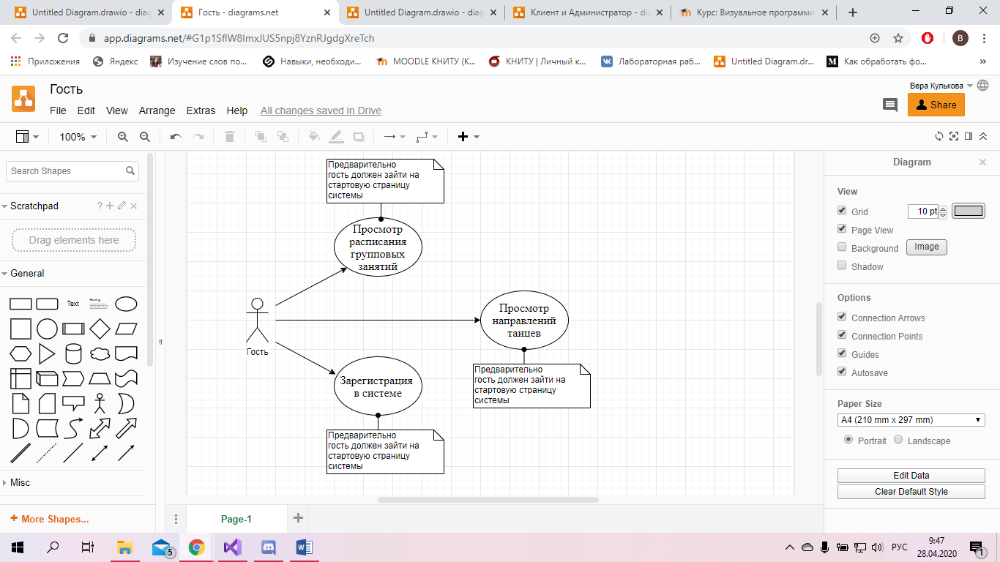 Untitled Diagram.drawio - diag
Гость - diagrams.net
Untitled Diagram.drawio - diag
Клиент и Администратор - dia
Курс: Визуальное программи
app.diagrams.net/#G1p1SflW8ImxJUS5npj8YznRJgdgXreTch
В
Приложения
Яндекс
Изучение слов по...
Навыки, необходи...
MOODLE КНИТУ (К...
КНИТУ | Личный к...
Лабораторная раб...
Untitled Diagram.dr...
Как обработать фо...
Гость
Вера Кулькова
File Edit View Arrange Extras Help All changes saved in Drive
Share
100%
Search Shapes
Scratchpad
Drag elements here
General
Text
Heading
Misc
More Shapes...
Предварительно
гость должен зайти на
стартовую страницу
системы
Просмотр
расписания
групповых
занятий
Гость
Просмотр
направлений
танцев
Предварительно
гость должен зайти на
стартовую страницу
системы
Зарегистрация
в системе
Предварительно
гость должен зайти на
стартовую страницу
системы
Diagram
View
Grid
10 pt
Page View
Background
Image
Shadow
Options
Connection Arrows
Connection Points
Guides
Autosave
Paper Size
A4 (210 mm x 297 mm)
Portrait Landscape
Edit Data
Clear Default Style
Page-1
5
РУС
9:47
28.04.2020
1